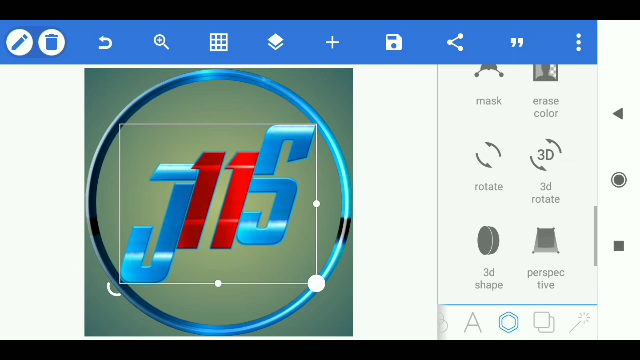 mask
erase
color
J11S
3D
rotate
3d
rotate
3d
shape
perspec
tive
A